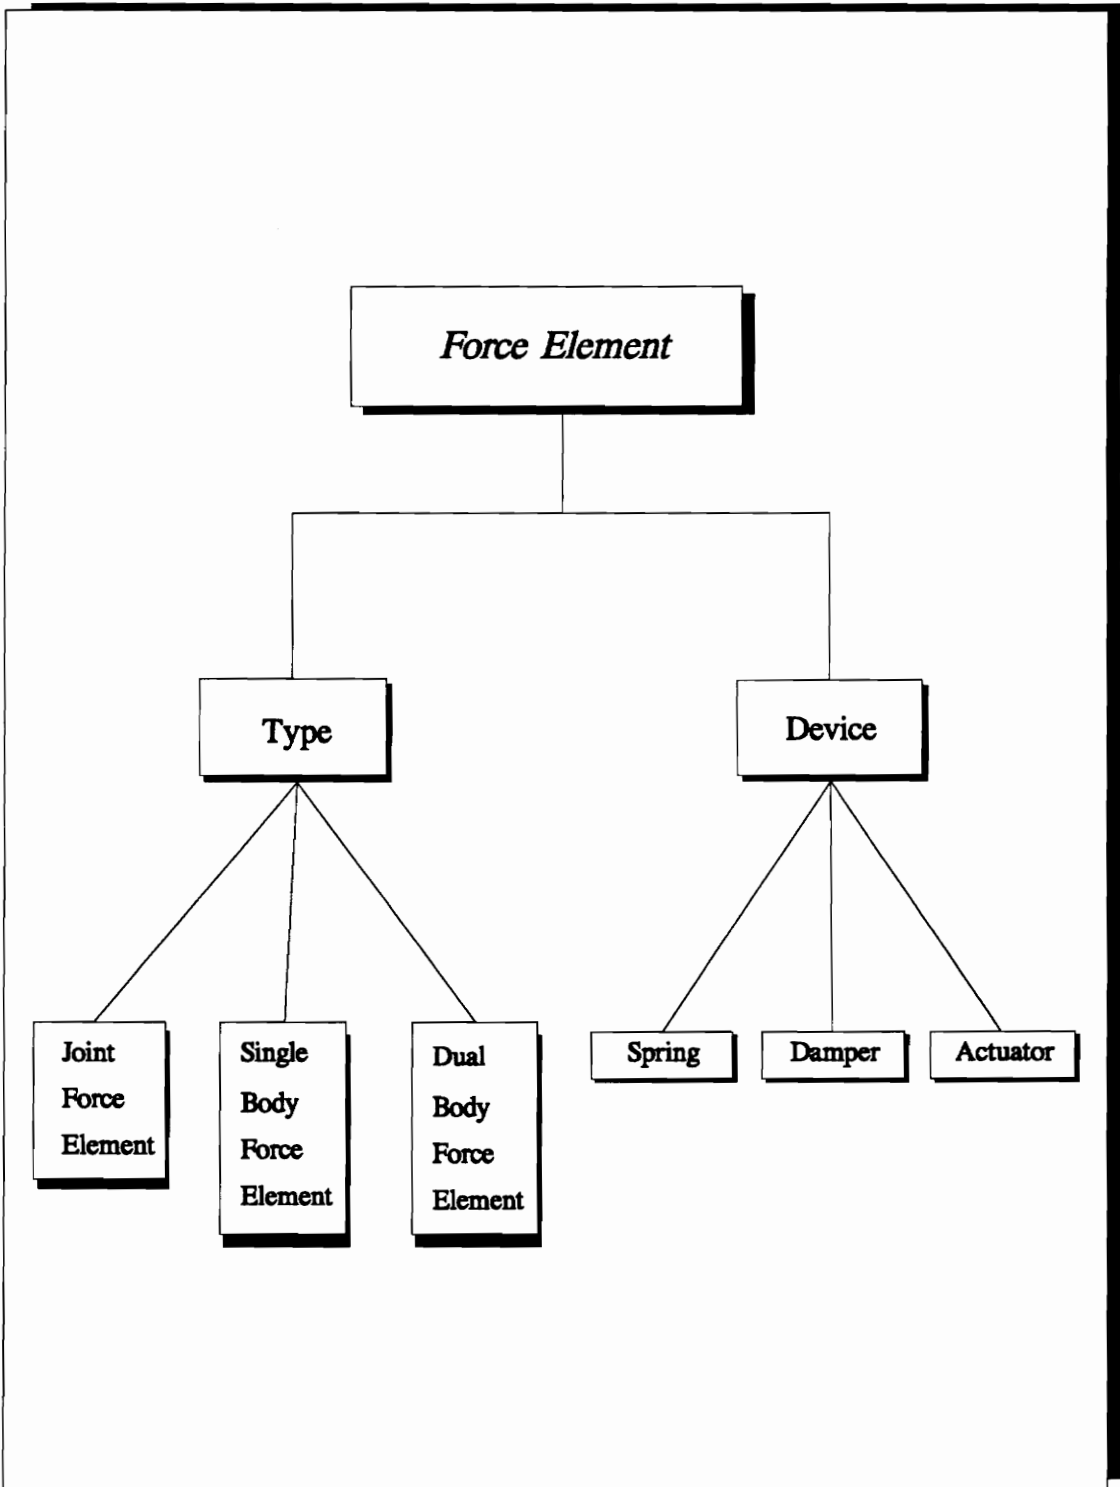 Force Element
Type
Device
Joint
Force
Element
Single
Body
Force
Element
Dual
Body
Force
Element
Spring
Damper
Actuator